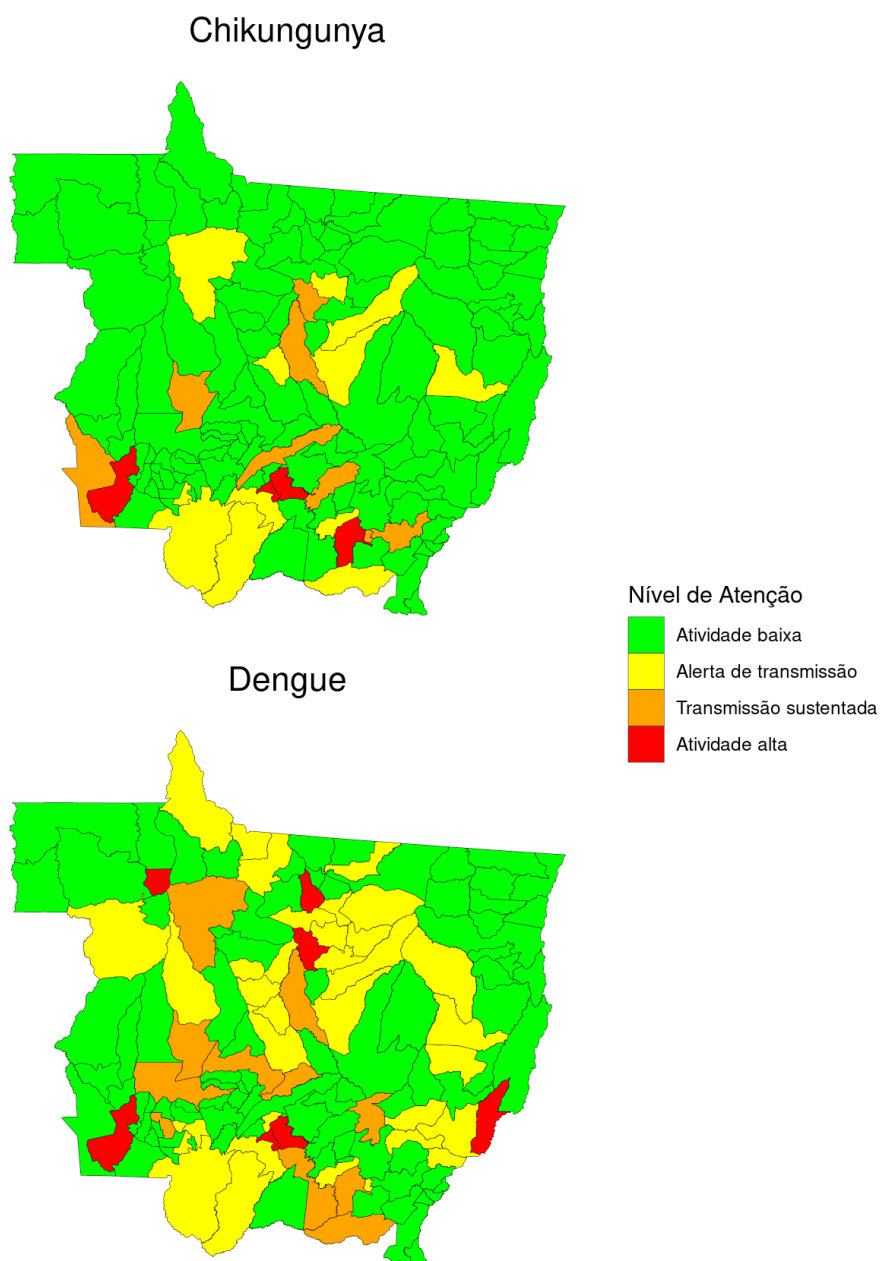 Chikungunya
Nível de Atenção
Atividade baixa
Alerta de transmissão
Transmissão sustentada
Atividade alta
Dengue